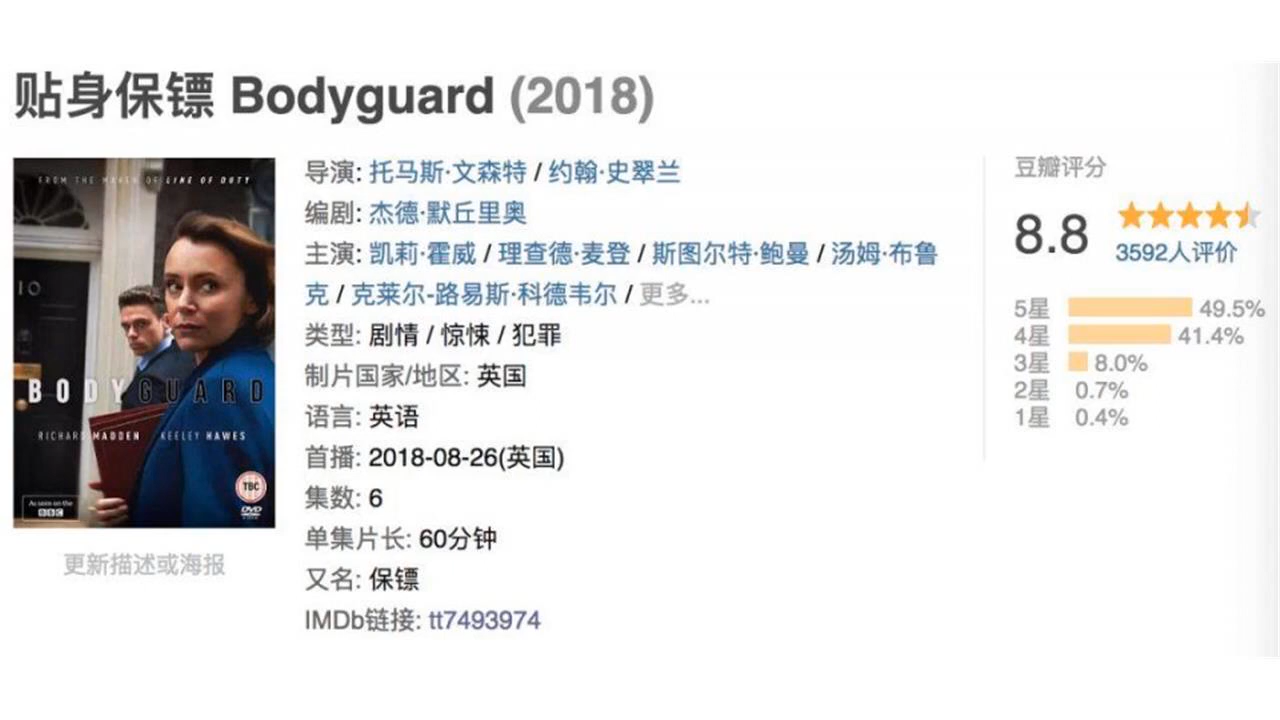 贴身保镖 Bodyguard (2018)
FROM THE MAKER OF LINE OF DUTY
10
BODYGUARD
RICHARD MADDEN KEELEY HAWES
TBC
As seen on the
BBC
DVD
更新描述或海报
导演: 托马斯·文森特 / 约翰·史翠兰
编剧: 杰德·默丘里奥
主演: 凯莉·霍威 / 理查德·麦登 / 斯图尔特·鲍曼 / 汤姆·布鲁
克 / 克莱尔-路易斯·科德韦尔 / 更多...
类型: 剧情 / 惊悚 / 犯罪
制片国家/地区: 英国
语言: 英语
首播: 2018-08-26(英国)
集数: 6
单集片长: 60分钟
又名: 保镖
IMDb链接: tt7493974
豆瓣评分
8.8
3592人评价
5星 49.5%
4星 41.4%
3星 8.0%
2星 0.7%
1星 0.4%